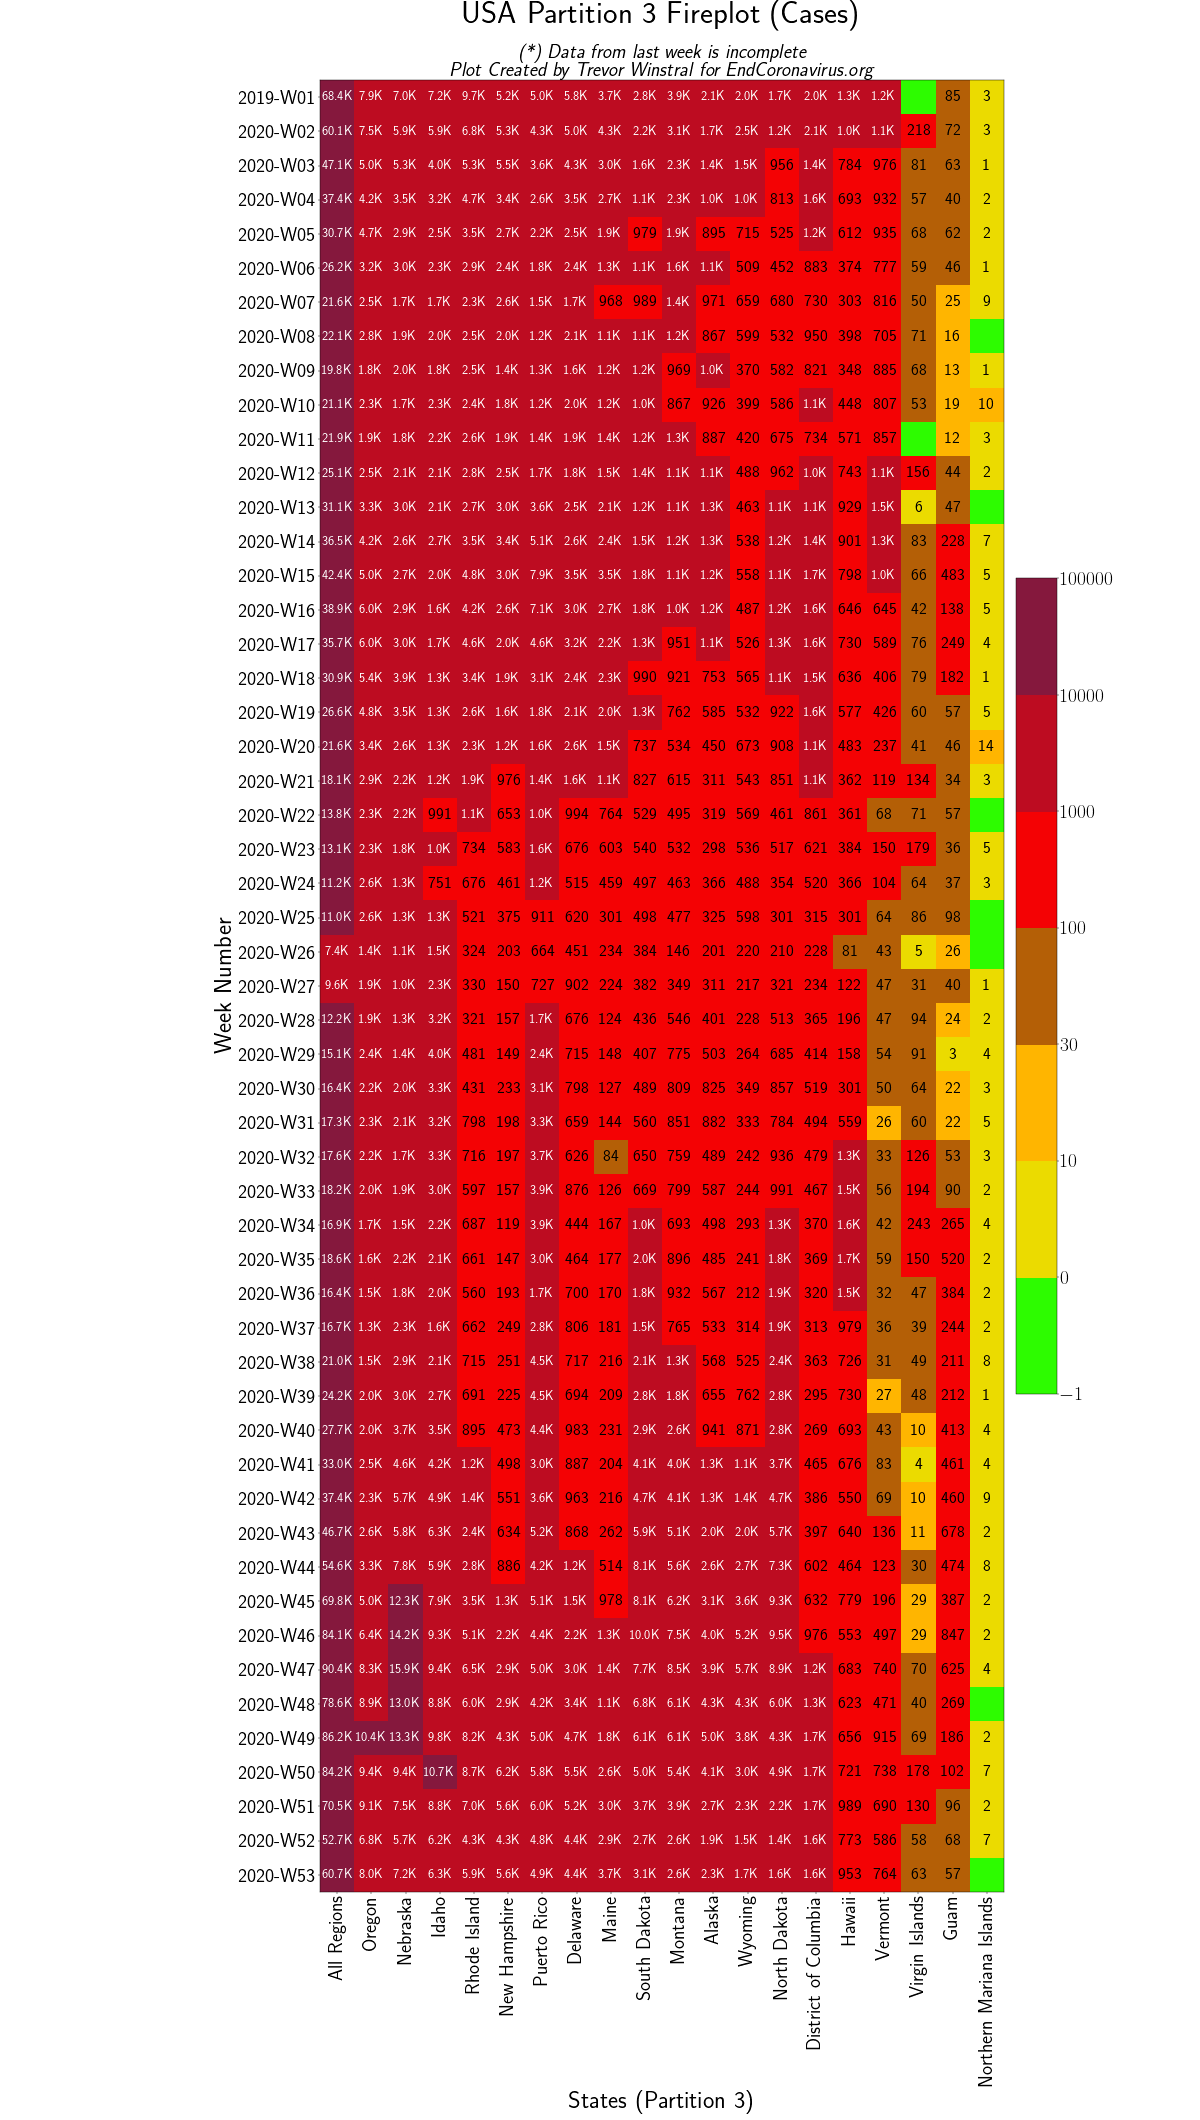 USA Partition 3 Fireplot (Cases)
(*) Data from last week is incomplete
Plot Created by Trevor Winstral for EndCoronavirus.org
2019-W01 68.4K 7.9K 7.0K 7.2K 9.7K 5.2K 5.0K 5.8K 3.7K 2.8K 3.9K 2.1K 2.0K 1.7K 2.0K 1.3K 1.2K 85 3
2020-W02 60.1K 7.5K 5.9K 5.9K 6.8K 5.3K 4.3K 5.0K 4.3K 2.2K 3.1K 1.7K 2.5K 1.2K 2.1K 1.0K 1.1K 218 72 3
2020-W03 47.1K 5.0K 5.3K 4.0K 5.3K 5.5K 3.6K 4.3K 3.0K 1.6K 2.3K 1.4K 1.5K 956 1.4K 784 976 81 63 1
2020-W04 37.4K 4.2K 3.5K 3.2K 4.7K 3.4K 2.6K 3.5K 2.7K 1.1K 2.3K 1.0K 1.0K 813 1.6K 693 932 57 40 2
2020-W05 30.7K 4.7K 2.9K 2.5K 3.5K 2.7K 2.2K 2.5K 1.9K 979 1.9K 895 715 525 1.2K 612 935 68 62 2
2020-W06 26.2K 3.2K 3.0K 2.3K 2.9K 2.4K 1.8K 2.4K 1.3K 1.1K 1.6K 1.1K 509 452 883 374 777 59 46 1
2020-W07 21.6K 2.5K 1.7K 1.7K 2.3K 2.6K 1.5K 1.7K 968 989 1.4K 971 659 680 730 303 816 50 25 9
2020-W08 22.1K 2.8K 1.9K 2.0K 2.5K 2.0K 1.2K 2.1K 1.1K 1.1K 1.2K 867 599 532 950 398 705 71 16
2020-W09 19.8K 1.8K 2.0K 1.8K 2.5K 1.4K 1.3K 1.6K 1.2K 1.2K 969 1.0K 370 582 821 348 885 68 13 1
2020-W10 21.1K 2.3K 1.7K 2.3K 2.4K 1.8K 1.2K 2.0K 1.2K 1.0K 867 926 399 586 1.1K 448 807 53 19 10
2020-W11 21.9K 1.9K 1.8K 2.2K 2.6K 1.9K 1.4K 1.9K 1.4K 1.2K 1.3K 887 420 675 734 571 857 12 3
2020-W12 25.1K 2.5K 2.1K 2.1K 2.8K 2.5K 1.7K 1.8K 1.5K 1.4K 1.1K 1.1K 488 962 1.0K 743 1.1K 156 44 2
2020-W13 31.1K 3.3K 3.0K 2.1K 2.7K 3.0K 3.6K 2.5K 2.1K 1.2K 1.1K 1.3K 463 1.1K 1.1K 929 1.5K 6 47
2020-W14 36.5K 4.2K 2.6K 2.7K 3.5K 3.4K 5.1K 2.6K 2.4K 1.5K 1.2K 1.3K 538 1.2K 1.4K 901 1.3K 83 228 7
2020-W15 42.4K 5.0K 2.7K 2.0K 4.8K 3.0K 7.9K 3.5K 3.5K 1.8K 1.1K 1.2K 558 1.1K 1.7K 798 1.0K 66 483 5
2020-W16 38.9K 6.0K 2.9K 1.6K 4.2K 2.6K 7.1K 3.0K 2.7K 1.8K 1.0K 1.2K 487 1.2K 1.6K 646 645 42 138 5
2020-W17 35.7K 6.0K 3.0K 1.7K 4.6K 2.0K 4.6K 3.2K 2.2K 1.3K 951 1.1K 526 1.3K 1.6K 730 589 76 249 4
2020-W18 30.9K 5.4K 3.9K 1.3K 3.4K 1.9K 3.1K 2.4K 2.3K 990 921 753 565 1.1K 1.5K 636 406 79 182 1
2020-W19 26.6K 4.8K 3.5K 1.3K 2.6K 1.6K 1.8K 2.1K 2.0K 1.3K 762 585 532 922 1.6K 577 426 60 57 5
2020-W20 21.6K 3.4K 2.6K 1.3K 2.3K 1.2K 1.6K 2.6K 1.5K 737 534 450 673 908 1.1K 483 237 41 46 14
2020-W21 18.1K 2.9K 2.2K 1.2K 1.9K 976 1.4K 1.6K 1.1K 827 615 311 543 851 1.1K 362 119 134 34 3
2020-W22 13.8K 2.3K 2.2K 991 1.1K 653 1.0K 994 764 529 495 319 569 461 861 361 68 71 57
2020-W23 13.1K 2.3K 1.8K 1.0K 734 583 1.6K 676 603 540 532 298 536 517 621 384 150 179 36 5
2020-W24 11.2K 2.6K 1.3K 751 676 461 1.2K 515 459 497 463 366 488 354 520 366 104 64 37 3
2020-W25 11.0K 2.6K 1.3K 1.3K 521 375 911 620 301 498 477 325 598 301 315 301 64 86 98
2020-W26 7.4K 1.4K 1.1K 1.5K 324 203 664 451 234 384 146 201 220 210 228 81 43 5 26
2020-W27 9.6K 1.9K 1.0K 2.3K 330 150 727 902 224 382 349 311 217 321 234 122 47 31 40 1
2020-W28 12.2K 1.9K 1.3K 3.2K 321 157 1.7K 676 124 436 546 401 228 513 365 196 47 94 24 2
2020-W29 15.1K 2.4K 1.4K 4.0K 481 149 2.4K 715 148 407 775 503 264 685 414 158 54 91 3 4
2020-W30 16.4K 2.2K 2.0K 3.3K 431 233 3.1K 798 127 489 809 825 349 857 519 301 50 64 22 3
2020-W31 17.3K 2.3K 2.1K 3.2K 798 198 3.3K 659 144 560 851 882 333 784 494 559 26 60 22 5
2020-W32 17.6K 2.2K 1.7K 3.3K 716 197 3.7K 626 84 650 759 489 242 936 479 1.3K 33 126 53 3
2020-W33 18.2K 2.0K 1.9K 3.0K 597 157 3.9K 876 126 669 799 587 244 991 467 1.5K 56 194 90 2
2020-W34 16.9K 1.7K 1.5K 2.2K 687 119 3.9K 444 167 1.0K 693 498 293 1.3K 370 1.6K 42 243 265 4
2020-W35 18.6K 1.6K 2.2K 2.1K 661 147 3.0K 464 177 2.0K 896 485 241 1.8K 369 1.7K 59 150 520 2
2020-W36 16.4K 1.5K 1.8K 2.0K 560 193 1.7K 700 170 1.8K 932 567 212 1.9K 320 1.5K 32 47 384 2
2020-W37 16.7K 1.3K 2.3K 1.6K 662 249 2.8K 806 181 1.5K 765 533 314 1.9K 313 979 36 39 244 2
2020-W38 21.0K 1.5K 2.9K 2.1K 715 251 4.5K 717 216 2.1K 1.3K 568 525 2.4K 363 726 31 49 211 8
2020-W39 24.2K 2.0K 3.0K 2.7K 691 225 4.5K 694 209 2.8K 1.8K 655 762 2.8K 295 730 27 48 212 1
2020-W40 27.7K 2.0K 3.7K 3.5K 895 473 4.4K 983 231 2.9K 2.6K 941 871 2.8K 269 693 43 10 413 4
2020-W41 33.0K 2.5K 4.6K 4.2K 1.2K 498 3.0K 887 204 4.1K 4.0K 1.3K 1.1K 3.7K 465 676 83 4 461 4
2020-W42 37.4K 2.3K 5.7K 4.9K 1.4K 551 3.6K 963 216 4.7K 4.1K 1.3K 1.4K 4.7K 386 550 69 10 460 9
2020-W43 46.7K 2.6K 5.8K 6.3K 2.4K 634 5.2K 868 262 5.9K 5.1K 2.0K 2.0K 5.7K 397 640 136 11 678 2
2020-W44 54.6K 3.3K 7.8K 5.9K 2.8K 886 4.2K 1.2K 514 8.1K 5.6K 2.6K 2.7K 7.3K 602 464 123 30 474 8
2020-W45 69.8K 5.0K 12.3K 7.9K 3.5K 1.3K 5.1K 1.5K 978 8.1K 6.2K 3.1K 3.6K 9.3K 632 779 196 29 387 2
2020-W46 84.1K 6.4K 14.2K 9.3K 5.1K 2.2K 4.4K 2.2K 1.3K 10.0K 7.5K 4.0K 5.2K 9.5K 976 553 497 29 847 2
2020-W47 90.4K 8.3K 15.9K 9.4K 6.5K 2.9K 5.0K 3.0K 1.4K 7.7K 8.5K 3.9K 5.7K 8.9K 1.2K 683 740 70 625 4
2020-W48 78.6K 8.9K 13.0K 8.8K 6.0K 2.9K 4.2K 3.4K 1.1K 6.8K 6.1K 4.3K 4.3K 6.0K 1.3K 623 471 40 269
2020-W49 86.2K 10.4K 13.3K 9.8K 8.2K 4.3K 5.0K 4.7K 1.8K 6.1K 6.1K 5.0K 3.8K 4.3K 1.7K 656 915 69 186 2
2020-W50 84.2K 9.4K 9.4K 10.7K 8.7K 6.2K 5.8K 5.5K 2.6K 5.0K 5.4K 4.1K 3.0K 4.9K 1.7K 721 738 178 102 7
2020-W51 70.5K 9.1K 7.5K 8.8K 7.0K 5.6K 6.0K 5.2K 3.0K 3.7K 3.9K 2.7K 2.3K 2.2K 1.7K 989 690 130 96 2
2020-W52 52.7K 6.8K 5.7K 6.2K 4.3K 4.3K 4.8K 4.4K 2.9K 2.7K 2.6K 1.9K 1.5K 1.4K 1.6K 773 586 58 68 7
2020-W53 60.7K 8.0K 7.2K 6.3K 5.9K 5.6K 4.9K 4.4K 3.7K 3.1K 2.6K 2.3K 1.7K 1.6K 1.6K 953 764 63 57
Week Number
100000
10000
1000
100
30
10
0
−1
All Regions
Oregon
Nebraska
Idaho
Rhode Island
New Hampshire
Puerto Rico
Delaware
Maine
South Dakota
Montana
Alaska
Wyoming
North Dakota
District of Columbia
Hawaii
Vermont
Virgin Islands
Guam
Northern Mariana Islands
States (Partition 3)